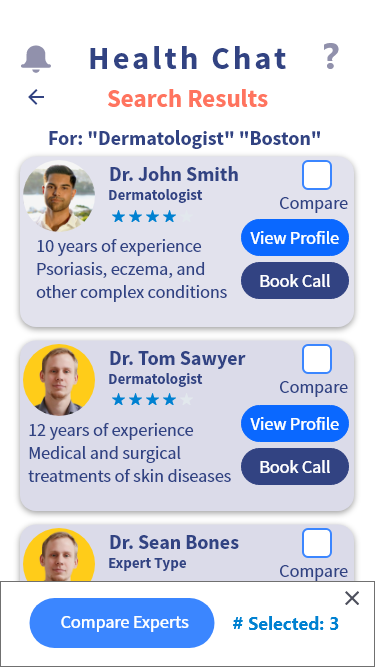 Health Chat ?
Search Results
For: "Dermatologist" "Boston"
Dr. John Smith
Dermatologist
Compare
View Profile
10 years of experience
Psoriasis, eczema, and
other complex conditions
Book Call
Dr. Tom Sawyer
Dermatologist
Compare
View Profile
12 years of experience
Medical and surgical
treatments of skin diseases
Book Call
Dr. Sean Bones
Expert Type
Compare
Compare Experts
# Selected: 3